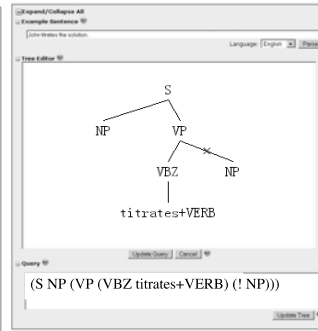 Expand/Collapse All
Example Sentence
John titrates the solution.
Language: English Parse
Tree Editor
S
NP VP
VBZ NP
titrates+VERB
Update Query Cancel
Query
(S NP (VP (VBZ titrates+VERB) (! NP)))
Update Tree